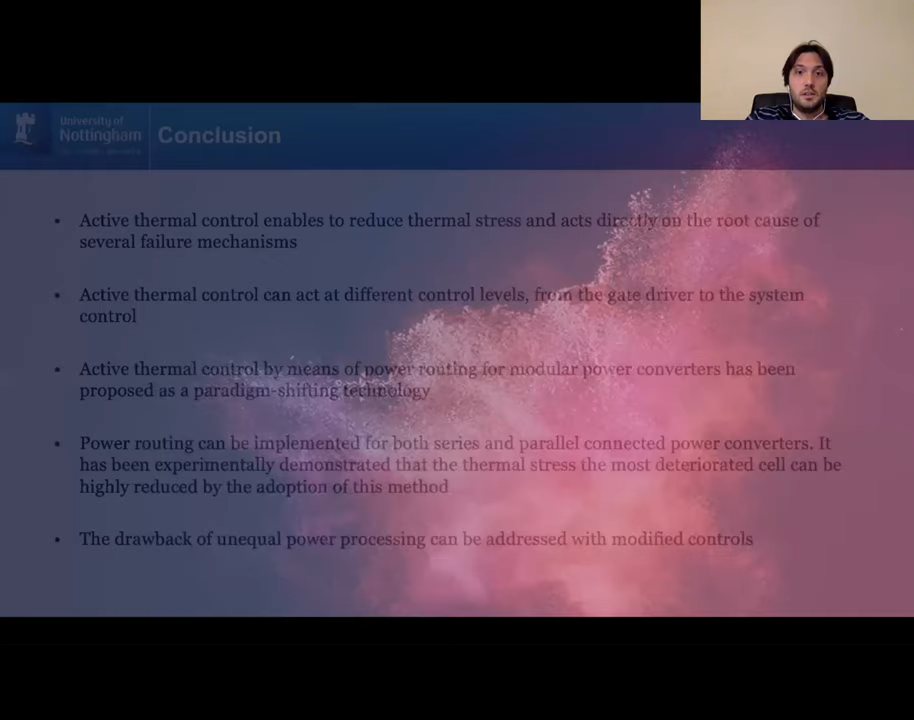 University of
Nottingham
Conclusion
• Active thermal control enables to reduce thermal stress and acts directly on the root cause of
several failure mechanisms
• Active thermal control can act at different control levels, from the gate driver to the system
control
• Active thermal control by means of power routing for modular power converters has been
proposed as a paradigm-shifting technology
• Power routing can be implemented for both series and parallel connected power converters. It
has been experimentally demonstrated that the thermal stress the most deteriorated cell can be
highly reduced by the adoption of this method
• The drawback of unequal power processing can be addressed with modified controls